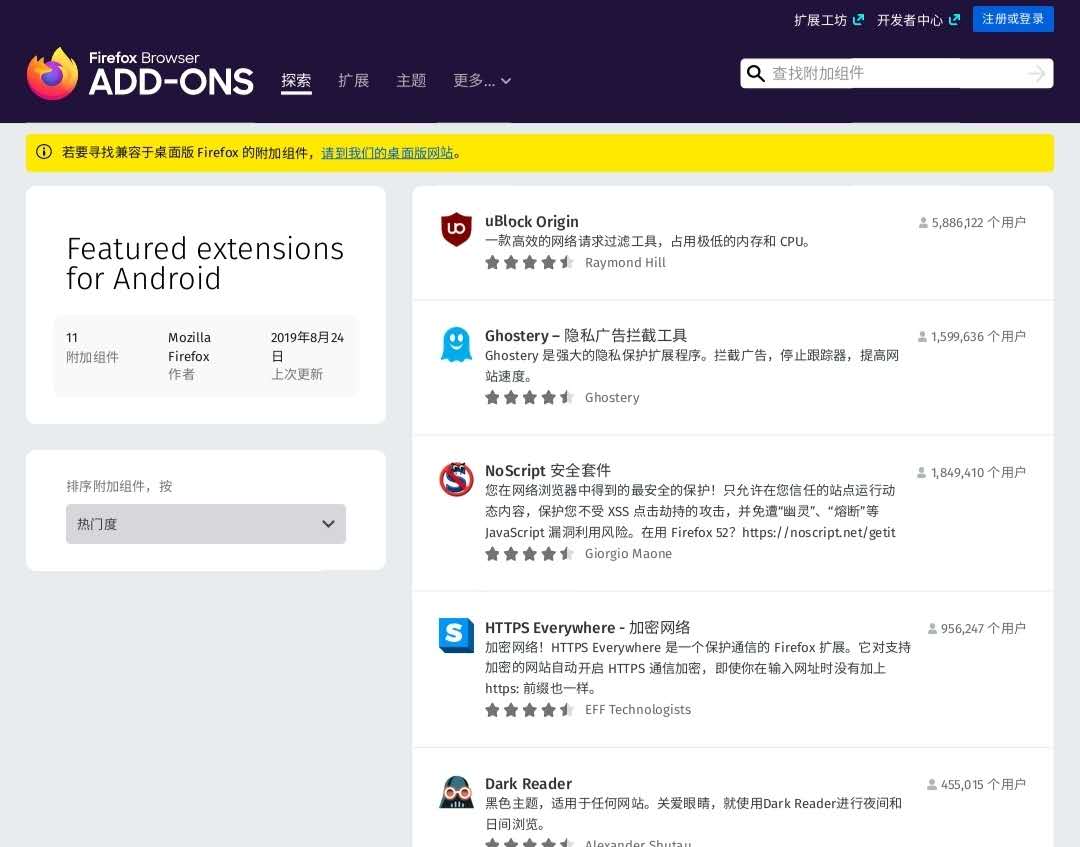 扩展工坊 开发者中心 注册或登录
Firefox Browser
ADD-ONS
探索 扩展 主题 更多...
查找附加组件
若要寻找兼容于桌面版 Firefox 的附加组件，请到我们的桌面版网站。
Featured extensions
for Android
11
附加组件
Mozilla
Firefox
作者
2019年8月24
日
上次更新
排序附加组件，按
热门度
uBlock Origin
5,886,122 个用户
一款高效的网络请求过滤工具，占用极低的内存和 CPU。
Raymond Hill
Ghostery – 隐私广告拦截工具
1,599,636 个用户
Ghostery 是强大的隐私保护扩展程序。拦截广告，停止跟踪器，提高网
站速度。
Ghostery
NoScript 安全套件
1,849,410 个用户
您在网络浏览器中得到的最安全的保护！只允许在您信任的站点运行动
态内容，保护您不受 XSS 点击劫持的攻击，并免遭“幽灵”、“熔断”等
JavaScript 漏洞利用风险。在用 Firefox 52？https://noscript.net/getit
Giorgio Maone
HTTPS Everywhere - 加密网络
956,247 个用户
加密网络！HTTPS Everywhere 是一个保护通信的 Firefox 扩展。它对支持
加密的网站自动开启 HTTPS 通信加密，即使你在输入网址时没有加上
https: 前缀也一样。
EFF Technologists
Dark Reader
455,015 个用户
黑色主题，适用于任何网站。关爱眼睛，就使用Dark Reader进行夜间和
日间浏览。
Alexander Shutau